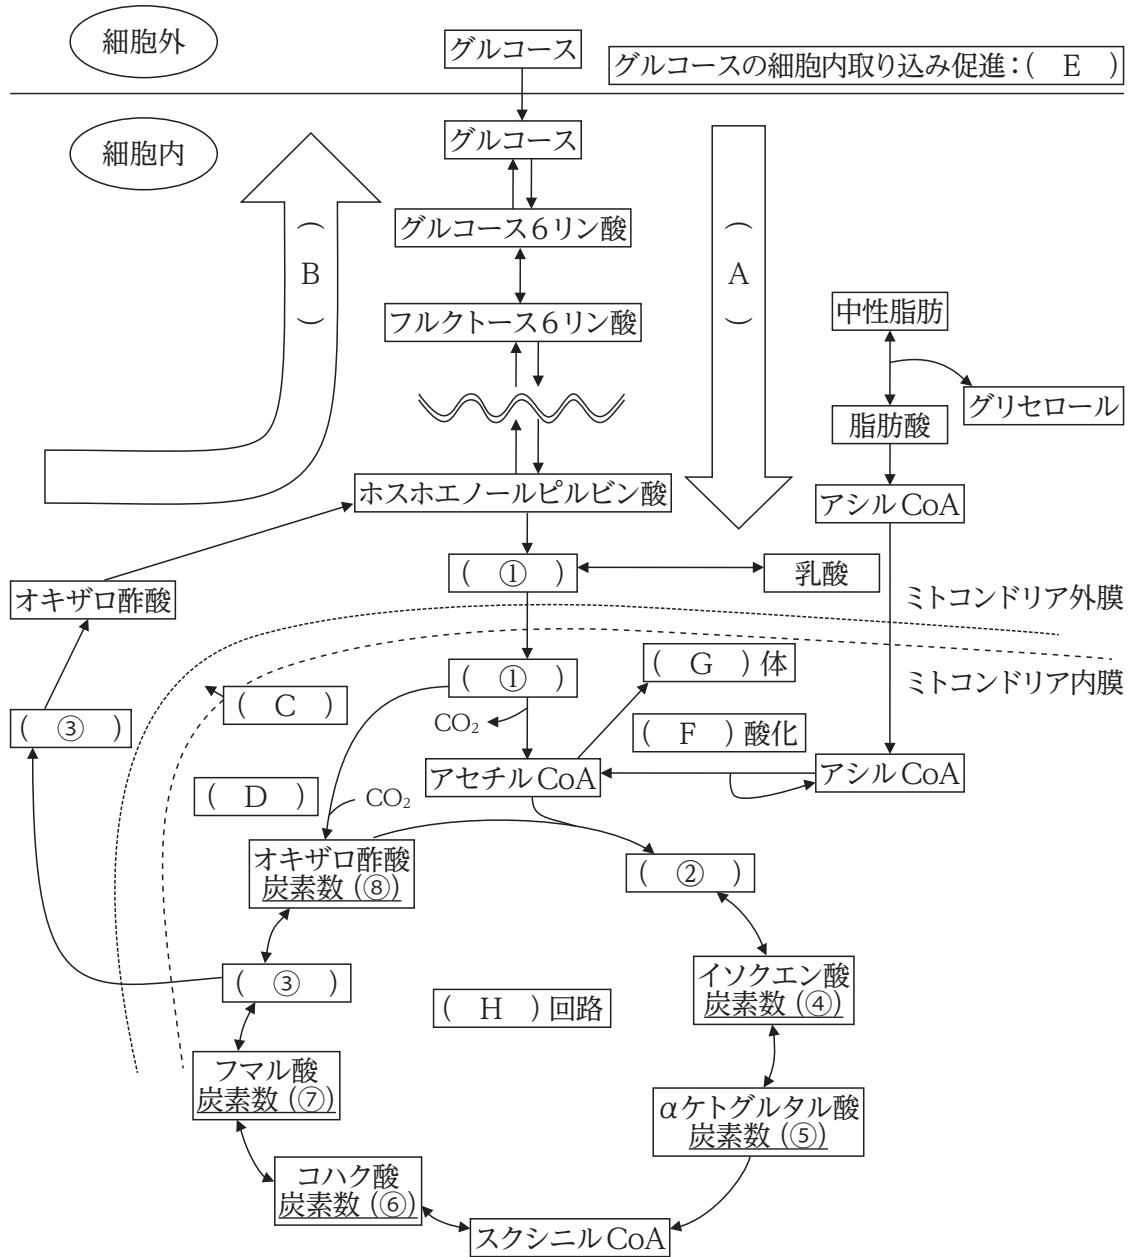 細胞外
グルコース
グルコースの細胞内取り込み促進：( E )
細胞内
グルコース
グルコース6リン酸
( B )
( A )
フルクトース6リン酸
中性脂肪
グリセロール
脂肪酸
ホスホエノールピルビン酸
アシルCoA
( ① )
乳酸
オキザロ酢酸
ミトコンドリア外膜
( G )体
( ① )
ミトコンドリア内膜
( C )
( ③ )
CO₂
( F )酸化
アセチルCoA
アシルCoA
( D )
CO₂
オキザロ酢酸
炭素数(⑧)
( ② )
( ③ )
イソクエン酸
炭素数(④)
( H )回路
フマル酸
炭素数(⑦)
αケトグルタル酸
炭素数(⑤)
コハク酸
炭素数(⑥)
スクシニルCoA